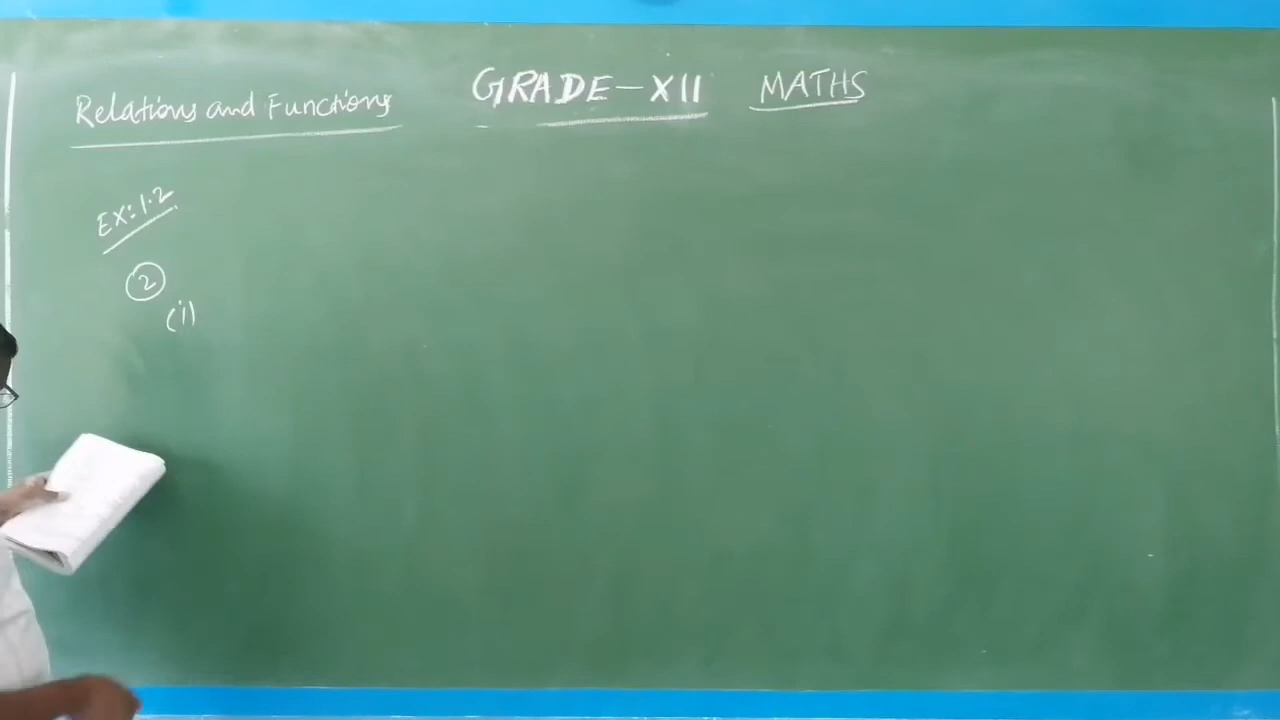 Relations and Functions GRADE-XII MATHS
Ex: 1.2
2
(i)